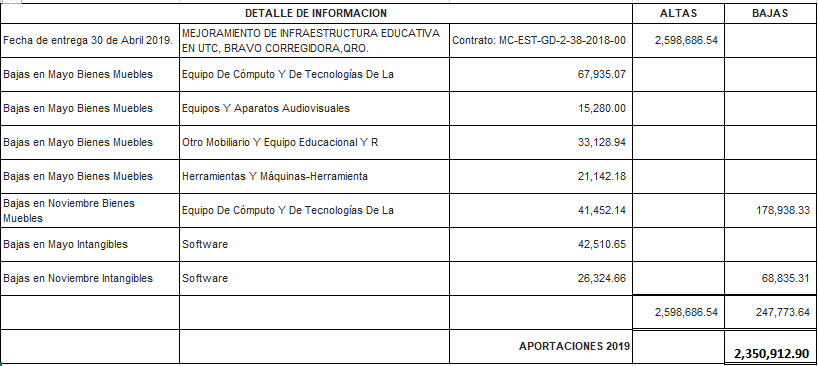 DETALLE DE INFORMACION ALTAS BAJAS
Fecha de entrega 30 de Abril 2019. MEJORAMIENTO DE INFRAESTRUCTURA EDUCATIVA EN UTC, BRAVO CORREGIDORA,QRO. Contrato: MC-EST-GD-2-38-2018-00 2,598,686.54
Bajas en Mayo Bienes Muebles Equipo De Cómputo Y De Tecnologías De La 67,935.07
Bajas en Mayo Bienes Muebles Equipos Y Aparatos Audiovisuales 15,280.00
Bajas en Mayo Bienes Muebles Otro Mobiliario Y Equipo Educacional Y R 33,128.94
Bajas en Mayo Bienes Muebles Herramientas Y Máquinas-Herramienta 21,142.18
Bajas en Noviembre Bienes Muebles Equipo De Cómputo Y De Tecnologías De La 41,452.14 178,938.33
Bajas en Mayo Intangibles Software 42,510.65
Bajas en Noviembre Intangibles Software 26,324.66 68,835.31
2,598,686.54 247,773.64
APORTACIONES 2019 2,350,912.90